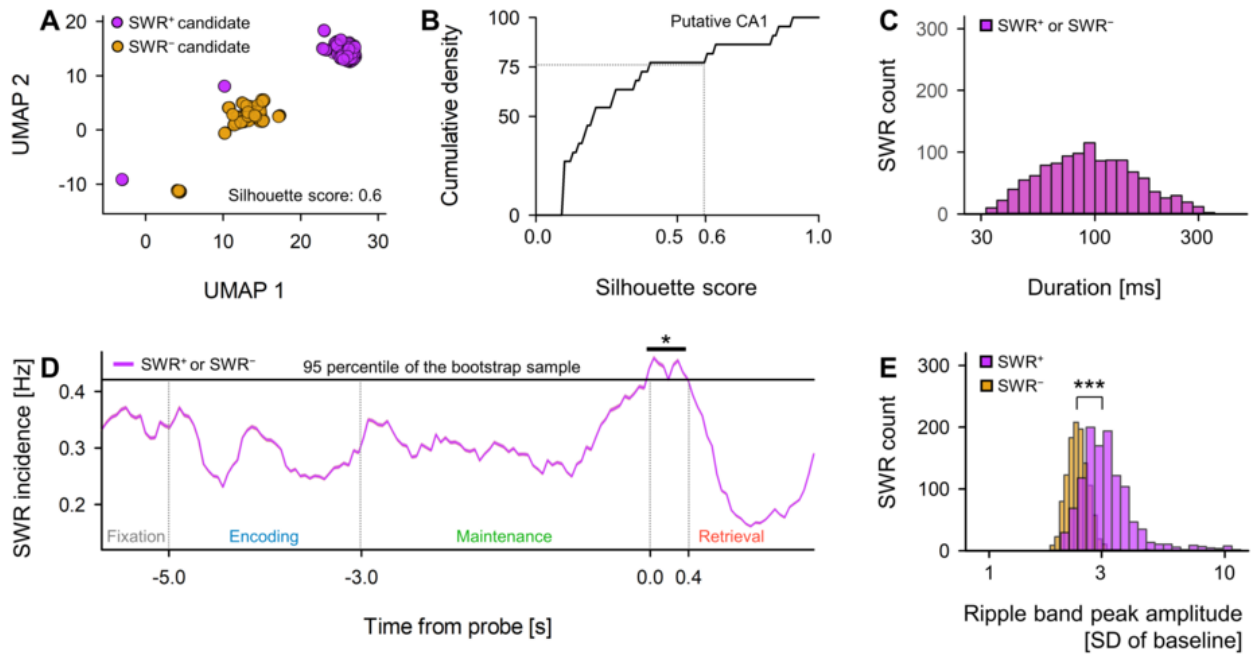 A
SWR⁺ candidate
SWR⁻ candidate
UMAP 2
20
10
0
-10
Silhouette score: 0.6
0
10
20
30
UMAP 1
B
Putative CA1
Cumulative density
100
75
50
0
0.0
0.5
0.6
1.0
Silhouette score
C
SWR⁺ or SWR⁻
SWR count
300
200
100
0
30
100
300
Duration [ms]
D
SWR⁺ or SWR⁻
95 percentile of the bootstrap sample
*
SWR incidence [Hz]
0.4
0.3
0.2
Fixation
Encoding
Maintenance
Retrieval
-5.0
-3.0
0.0
0.4
Time from probe [s]
E
SWR⁺
SWR⁻
***
SWR count
300
200
100
0
1
3
10
Ripple band peak amplitude
[SD of baseline]